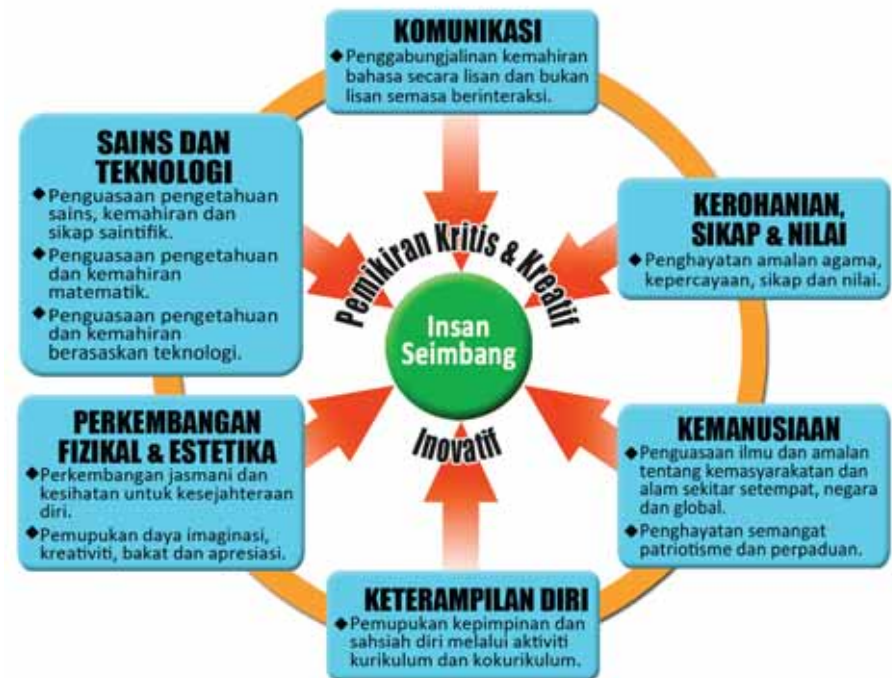 KOMUNIKASI
◆Penggabungjalinan kemahiran
bahasa secara lisan dan bukan
lisan semasa berinteraksi.
SAINS DAN
TEKNOLOGI
◆Penguasaan pengetahuan
sains, kemahiran dan
sikap saintifik.
◆Penguasaan pengetahuan
dan kemahiran
matematik.
◆Penguasaan pengetahuan
dan kemahiran
berasaskan teknologi.
KEROHANIAN,
SIKAP & NILAI
◆Penghayatan amalan agama,
kepercayaan, sikap dan nilai.
Pemikiran Kritis & Kreatif
Insan
Seimbang
Inovatif
PERKEMBANGAN
FIZIKAL & ESTETIKA
◆Perkembangan jasmani dan
kesihatan untuk kesejahteraan
diri.
◆Pemupukan daya imaginasi,
kreativiti, bakat dan apresiasi.
KEMANUSIAAN
◆Penguasaan ilmu dan amalan
tentang kemasyarakatan dan
alam sekitar setempat, negara
dan global.
◆Penghayatan semangat
patriotisme dan perpaduan.
KETERAMPILAN DIRI
◆Pemupukan kepimpinan dan
sahsiah diri melalui aktiviti
kurikulum dan kokurikulum.